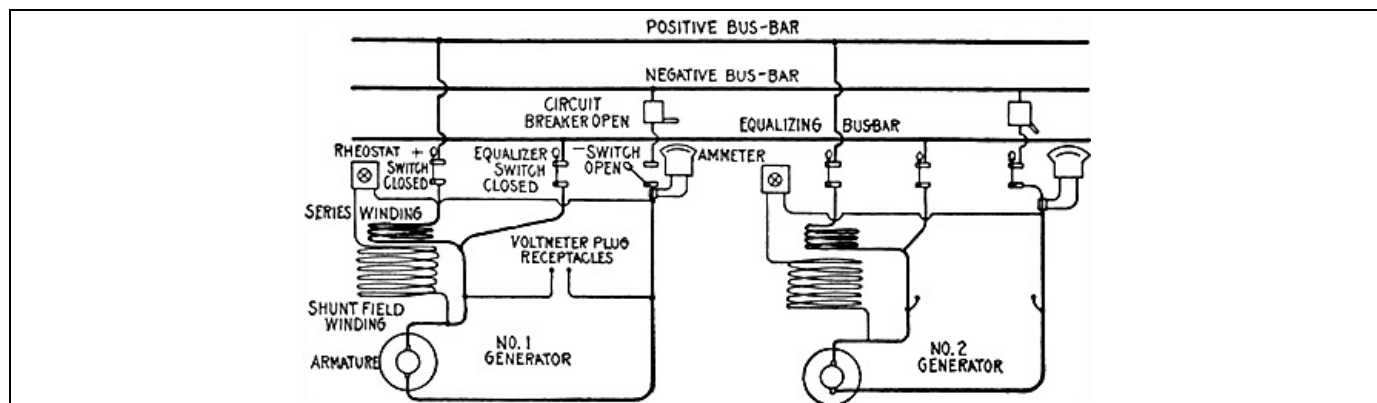 POSITIVE BUS-BAR
NEGATIVE BUS-BAR
CIRCUIT
BREAKER OPEN
EQUALIZING BUS-BAR
RHEOSTAT +
SWITCH
CLOSED
EQUALIZER
SWITCH
CLOSED
– SWITCH
OPEN
AMMETER
SERIES WINDING
VOLTMETER PLUG
RECEPTACLES
SHUNT FIELD
WINDING
ARMATURE
NO. 1
GENERATOR
NO. 2
GENERATOR